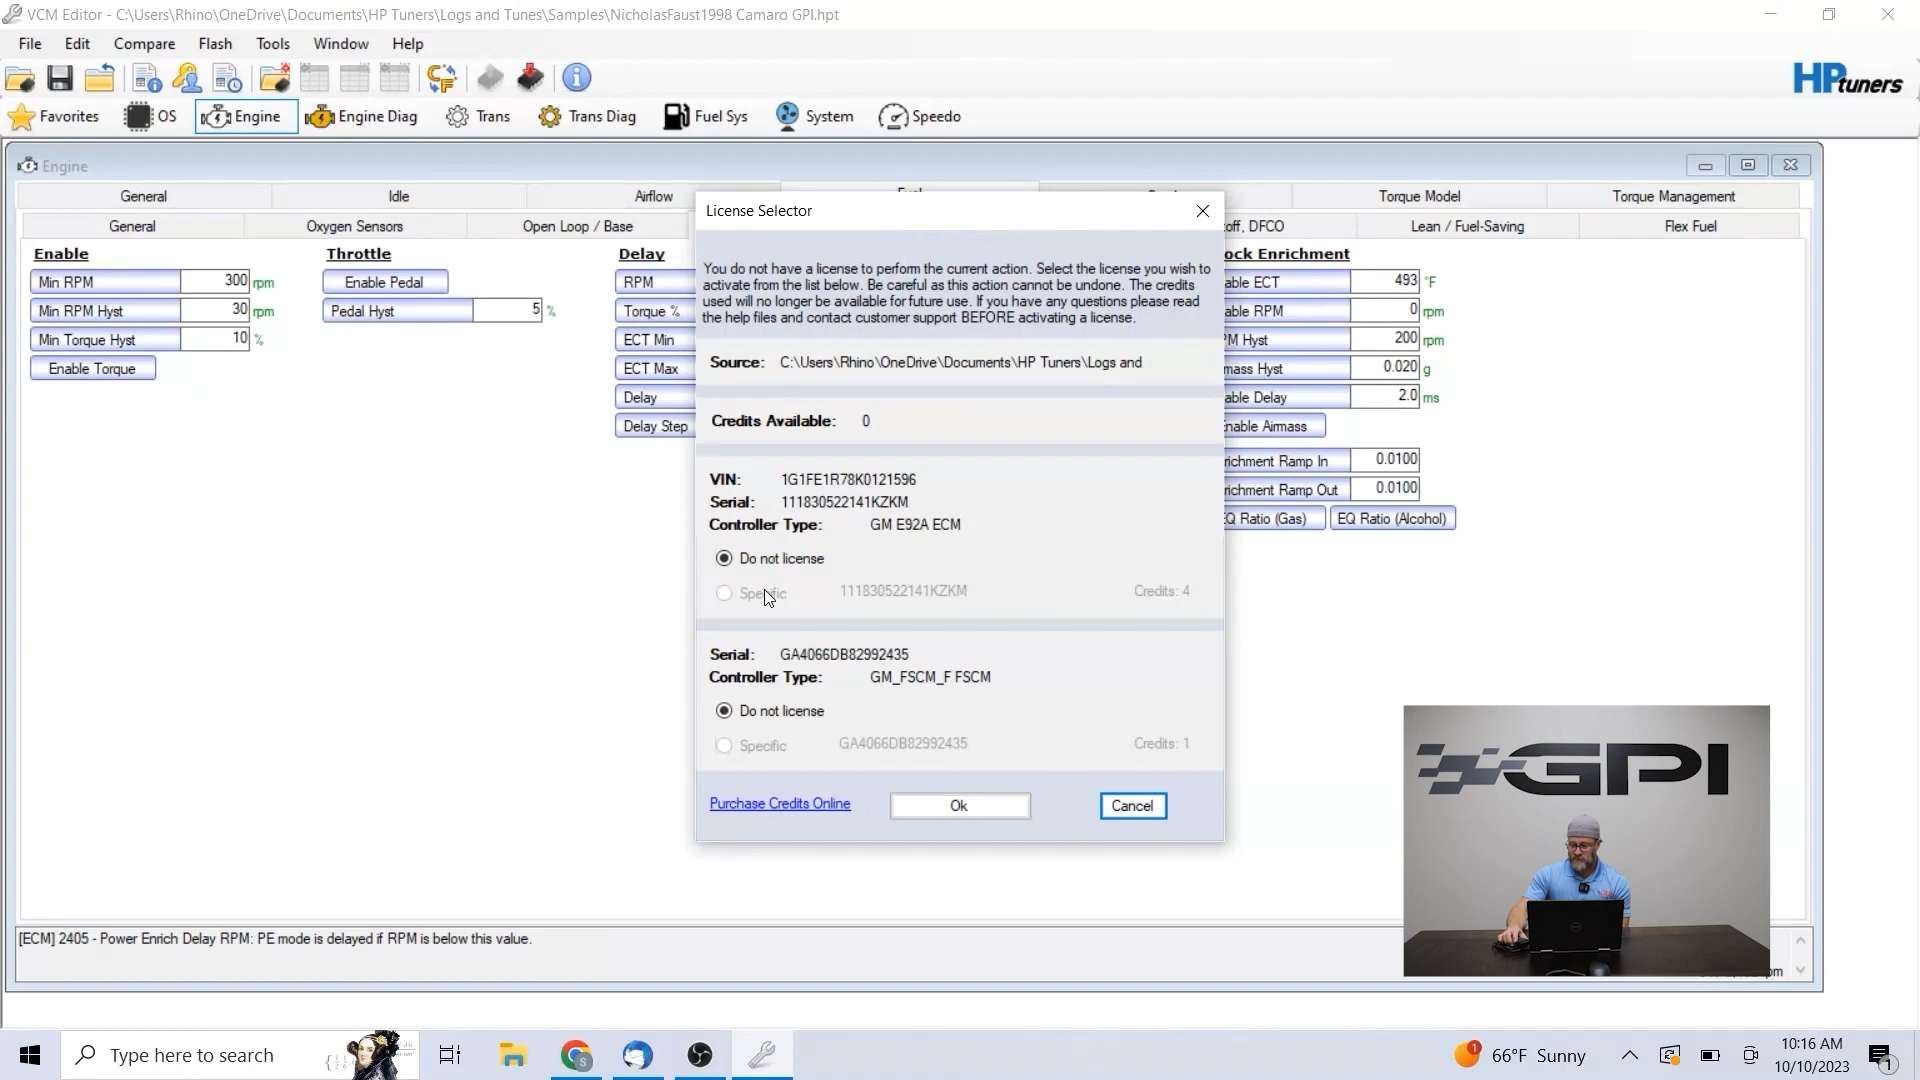 VCM Editor - C:\Users\Rhino\OneDrive\Documents\HP Tuners\Logs and Tunes\Samples\NicholasFaust1998 Camaro GPI.hpt
File Edit Compare Flash Tools Window Help
HPtuners
Favorites OS Engine Engine Diag Trans Trans Diag Fuel Sys System Speedo
Engine
General Idle Airflow Torque Model Torque Management
General Oxygen Sensors Open Loop / Base off, DFCO Lean / Fuel-Saving Flex Fuel
Enable
Min RPM 300 rpm
Min RPM Hyst 30 rpm
Min Torque Hyst 10 %
Enable Torque
Throttle
Enable Pedal
Pedal Hyst 5 %
Delay
RPM
Torque %
ECT Min
ECT Max
Delay
Delay Step
License Selector
You do not have a license to perform the current action. Select the license you wish to
activate from the list below. Be careful as this action cannot be undone. The credits
used will no longer be available for future use. If you have any questions please read
the help files and contact customer support BEFORE activating a license.
Source: C:\Users\Rhino\OneDrive\Documents\HP Tuners\Logs and
Credits Available: 0
VIN: 1G1FE1R78K0121596
Serial: 111830522141KZKM
Controller Type: GM E92A ECM
Do not license
Specific 111830522141KZKM Credits: 4
Serial: GA4066DB82992435
Controller Type: GM_FSCM_F FSCM
Do not license
Specific GA4066DB82992435 Credits: 1
Purchase Credits Online Ok Cancel
ock Enrichment
able ECT 493 °F
able RPM 0 rpm
PM Hyst 200 rpm
mass Hyst 0.020 g
able Delay 2.0 ms
nable Airmass
richment Ramp In 0.0100
richment Ramp Out 0.0100
EQ Ratio (Gas) EQ Ratio (Alcohol)
GPI
[ECM] 2405 - Power Enrich Delay RPM: PE mode is delayed if RPM is below this value.
pm
Type here to search
1 66°F Sunny
10:16 AM
10/10/2023
1